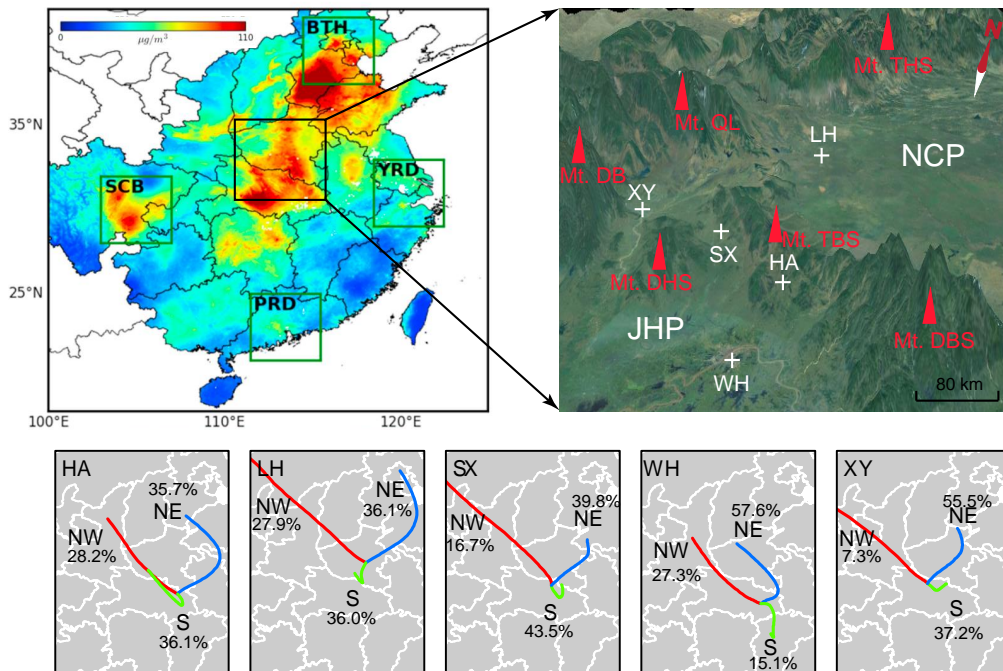 0
110
μg/m³
BTH
35°N
SCB
YRD
25°N
PRD
100°E
110°E
120°E
N
Mt. THS
Mt. QL
LH
NCP
Mt. DB
XY
SX
Mt. TBS
HA
Mt. DHS
JHP
Mt. DBS
WH
80 km
HA
35.7%
NE
NW
28.2%
S
36.1%
LH
NE
36.1%
NW
27.9%
S
36.0%
SX
39.8%
NE
NW
16.7%
S
43.5%
WH
57.6%
NE
NW
27.3%
S
15.1%
XY
55.5%
NE
NW
7.3%
S
37.2%